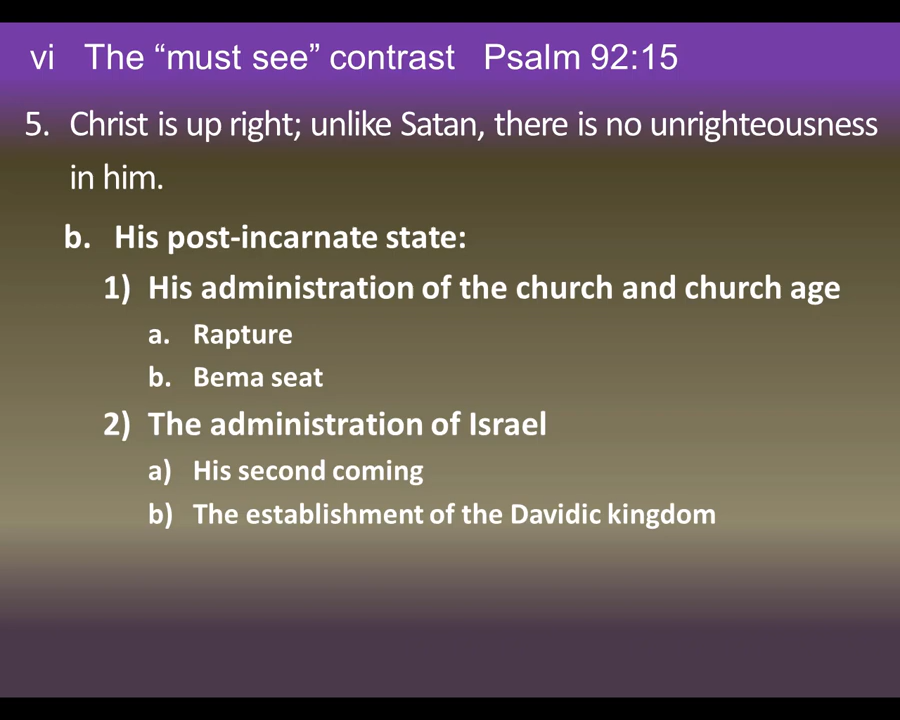 vi The “must see” contrast Psalm 92:15
5. Christ is up right; unlike Satan, there is no unrighteousness
in him.
b. His post-incarnate state:
1) His administration of the church and church age
a. Rapture
b. Bema seat
2) The administration of Israel
a) His second coming
b) The establishment of the Davidic kingdom